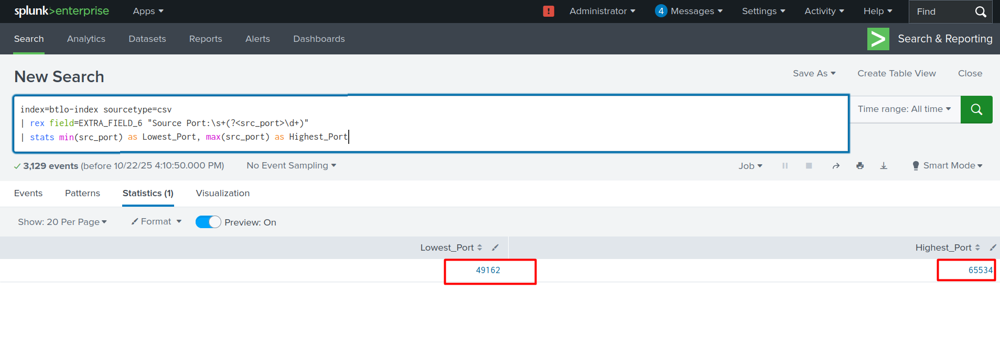 splunk>enterprise Apps ! Administrator 4 Messages Settings Activity Help Find
Search Analytics Datasets Reports Alerts Dashboards > Search & Reporting
New Search Save As Create Table View Close
index=btlo-index sourcetype=csv
| rex field=EXTRA_FIELD_6 "Source Port:\s+(?<src_port>\d+)"
| stats min(src_port) as Lowest_Port, max(src_port) as Highest_Port
Time range: All time
3,129 events (before 10/22/25 4:10:50.000 PM) No Event Sampling Job Smart Mode
Events Patterns Statistics (1) Visualization
Show: 20 Per Page Format Preview: On
Lowest_Port Highest_Port
49162 65534